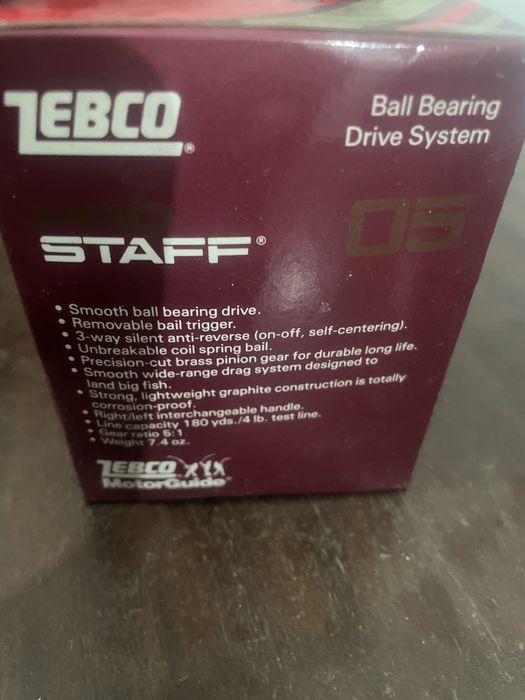 ZEBCO®
Ball Bearing
Drive System
PRO
05
STAFF®
• Smooth ball bearing drive.
• Removable bail trigger.
• 3-way silent anti-reverse (on-off, self-centering).
• Unbreakable coil spring bail.
• Precision-cut brass pinion gear for durable long life.
• Smooth wide-range drag system designed to
land big fish.
• Strong, lightweight graphite construction is totally
corrosion-proof.
• Right/left interchangeable handle.
• Line capacity 180 yds./4 lb. test line.
• Gear ratio 5:1
• Weight 7.4 oz.
ZEBCO
MotorGuide